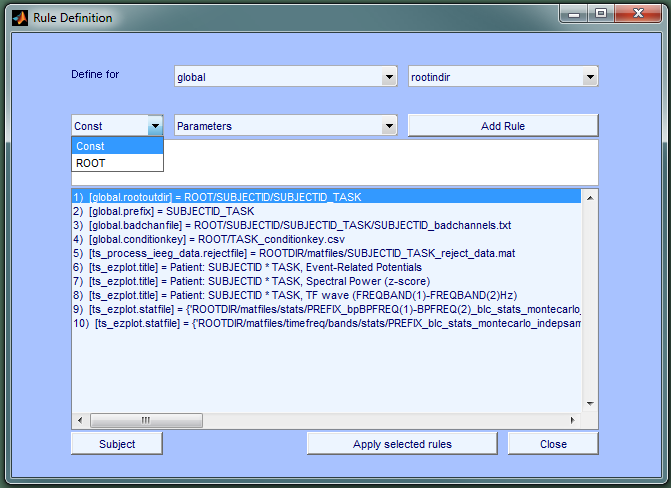 Rule Definition
Define for
global
rootindir
Const
Parameters
Add Rule
Const
ROOT
1) [global.rootoutdir] = ROOT/SUBJECTID/SUBJECTID_TASK
2) [global.prefix] = SUBJECTID_TASK
3) [global.badchanfile] = ROOT/SUBJECTID/SUBJECTID_TASK/SUBJECTID_badchannels.txt
4) [global.conditionkey] = ROOT/TASK_conditionkey.csv
5) [ts_process_ieeg_data.rejectfile] = ROOTDIR/matfiles/SUBJECTID_TASK_reject_data.mat
6) [ts_ezplot.title] = Patient: SUBJECTID * TASK, Event-Related Potentials
7) [ts_ezplot.title] = Patient: SUBJECTID * TASK, Spectral Power (z-score)
8) [ts_ezplot.title] = Patient: SUBJECTID * TASK, TF wave (FREQBAND(1)-FREQBAND(2)Hz)
9) [ts_ezplot.statfile] = {'ROOTDIR/matfiles/stats/PREFIX_bpBPFREQ(1)-BPFREQ(2)_blc_stats_montecarlo_
10) [ts_ezplot.statfile] = {'ROOTDIR/matfiles/timefreq/bands/stats/PREFIX_blc_stats_montecarlo_indepsam
Subject
Apply selected rules
Close